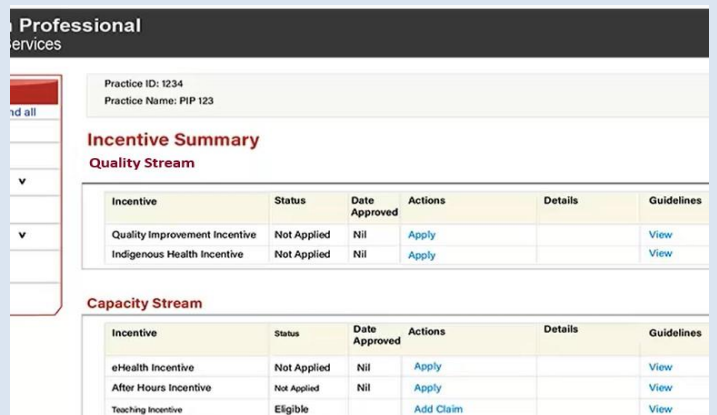 Professional
Services
nd all
v
v
Practice ID: 1234
Practice Name: PIP 123
Incentive Summary
Quality Stream
Incentive Status Date Approved Actions Details Guidelines
Quality Improvement Incentive Not Applied Nil Apply View
Indigenous Health Incentive Not Applied Nil Apply View
Capacity Stream
Incentive Status Date Approved Actions Details Guidelines
eHealth Incentive Not Applied Nil Apply View
After Hours Incentive Not Applied Nil Apply View
Teaching Incentive Eligible Add Claim View